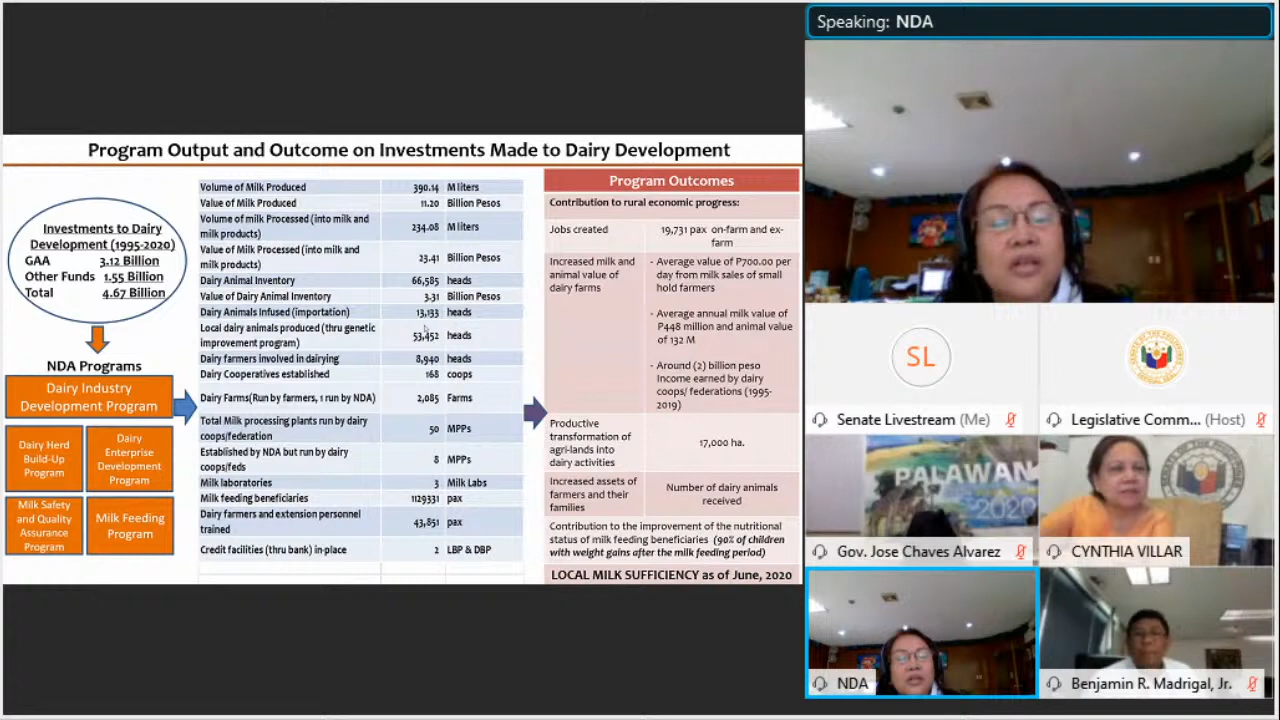 Speaking: NDA
Program Output and Outcome on Investments Made to Dairy Development
Investments to Dairy
Development (1995-2020)
GAA 3.12 Billion
Other Funds 1.55 Billion
Total 4.67 Billion
NDA Programs
Dairy Industry
Development Program
Dairy Herd
Build-Up
Program
Dairy
Enterprise
Development
Program
Milk Safety
and Quality
Assurance
Program
Milk Feeding
Program
Volume of Milk Produced 390.14 M liters
Value of Milk Produced 11.20 Billion Pesos
Volume of milk Processed (into milk and
milk products) 234.08 M liters
Value of Milk Processed (into milk and
milk products) 23.41 Billion Pesos
Dairy Animal Inventory 66,585 heads
Value of Dairy Animal Inventory 3.31 Billion Pesos
Dairy Animals Infused (importation) 13,133 heads
Local dairy animals produced (thru genetic
improvement program) 53,452 heads
Dairy farmers involved in dairying 8,940 heads
Dairy Cooperatives established 168 coops
Dairy Farms(Run by farmers, 1 run by NDA) 2,085 Farms
Total Milk processing plants run by dairy
coops/federation 50 MPPs
Established by NDA but run by dairy
coops/feds 8 MPPs
Milk laboratories 3 Milk Labs
Milk feeding beneficiaries 1129331 pax
Dairy farmers and extension personnel
trained 43,851 pax
Credit facilities (thru bank) in-place 2 LBP & DBP
Program Outcomes
Contribution to rural economic progress:
Jobs created 19,731 pax on-farm and ex-
farm
Increased milk and
animal value of
dairy farms
- Average value of P700.00 per
day from milk sales of small
hold farmers
- Average annual milk value of
P448 million and animal value
of 132 M
- Around (2) billion peso
Income earned by dairy
coops/ federations (1995-
2019)
Productive
transformation of
agri-lands into
dairy activities
17,000 ha.
Increased assets of
farmers and their
families
Number of dairy animals
received
Contribution to the improvement of the nutritional
status of milk feeding beneficiaries (90% of children
with weight gains after the milk feeding period)
LOCAL MILK SUFFICIENCY as of June, 2020
SL
Senate Livestream (Me)
Legislative Comm... (Host)
PALAWAN
2020
Gov. Jose Chaves Alvarez
CYNTHIA VILLAR
NDA
Benjamin R. Madrigal, Jr.